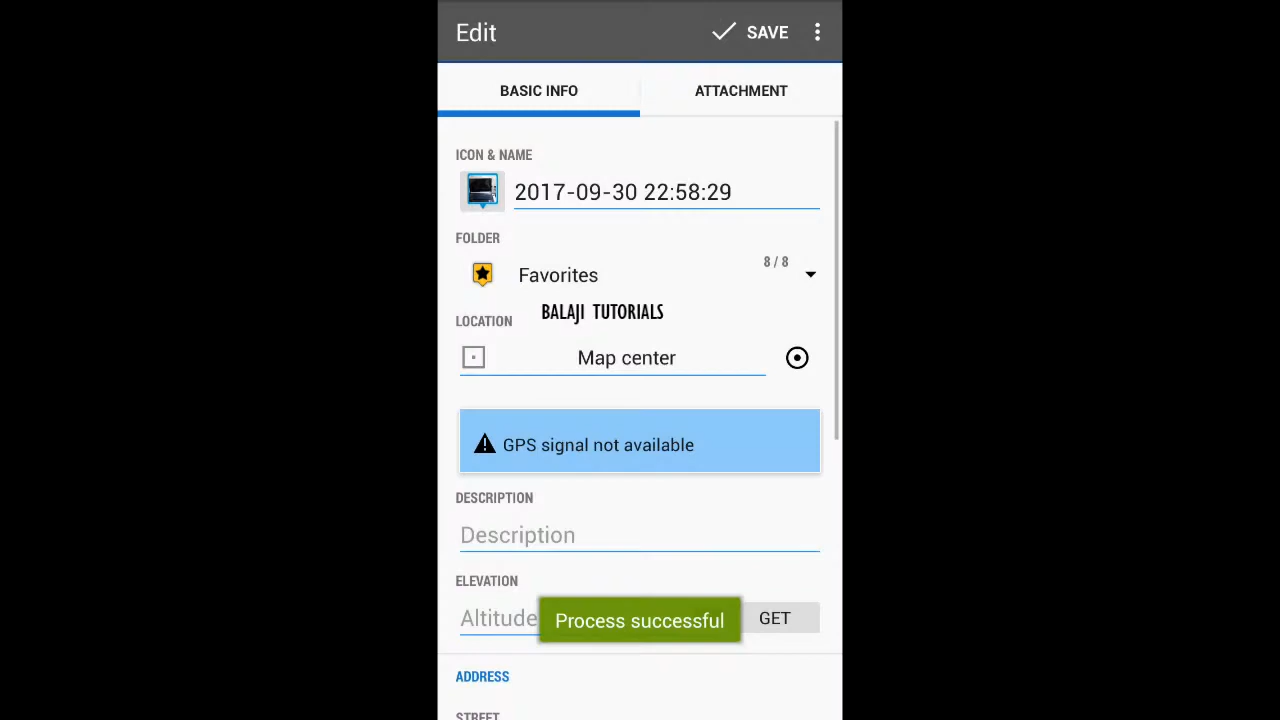 Edit
SAVE
BASIC INFO
ATTACHMENT
ICON & NAME
2017-09-30 22:58:29
FOLDER
Favorites
8 / 8
BALAJI TUTORIALS
LOCATION
Map center
GPS signal not available
DESCRIPTION
Description
ELEVATION
Altitude
Process successful
GET
ADDRESS
STREET